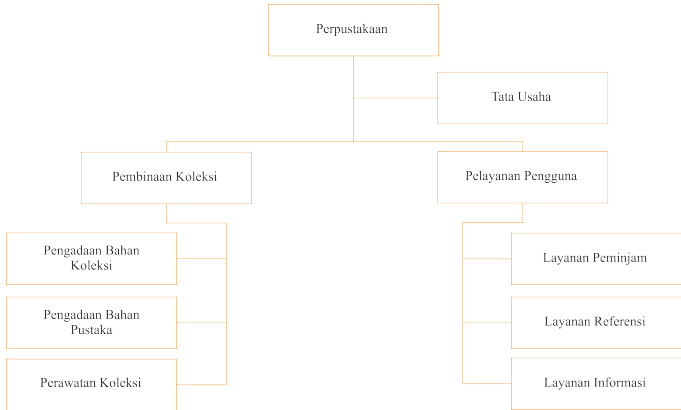 Perpustakaan
Tata Usaha
Pembinaan Koleksi
Pelayanan Pengguna
Pengadaan Bahan
Koleksi
Pengadaan Bahan
Pustaka
Perawatan Koleksi
Layanan Peminjam
Layanan Referensi
Layanan Informasi